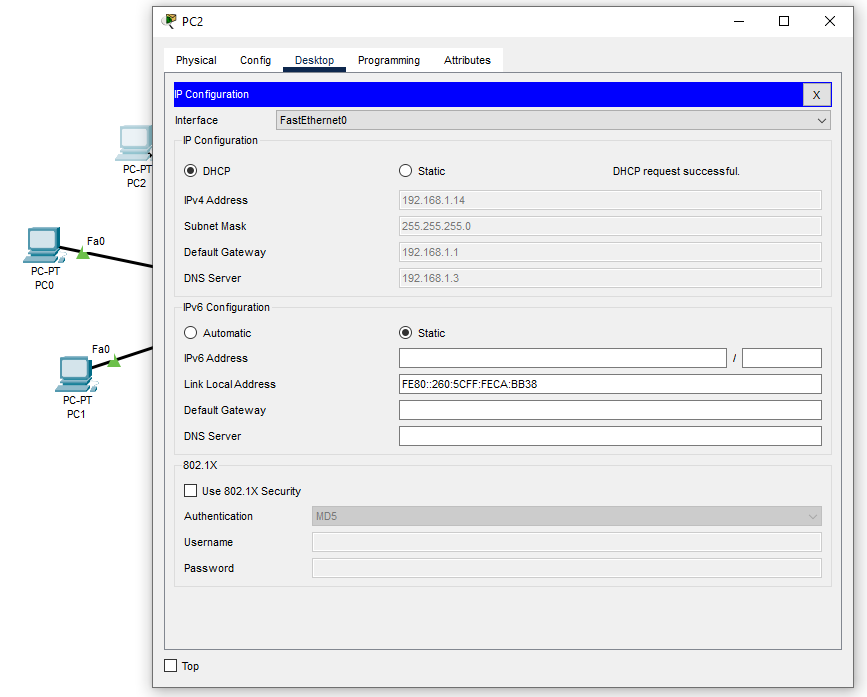 PC2
Physical Config Desktop Programming Attributes
IP Configuration X
Interface FastEthernet0
IP Configuration
DHCP Static DHCP request successful.
IPv4 Address 192.168.1.14
Subnet Mask 255.255.255.0
Default Gateway 192.168.1.1
DNS Server 192.168.1.3
IPv6 Configuration
Automatic Static
IPv6 Address /
Link Local Address FE80::260:5CFF:FECA:BB38
Default Gateway
DNS Server
802.1X
Use 802.1X Security
Authentication MD5
Username
Password
Top
PC-PT
PC2
Fa0
PC-PT
PC0
Fa0
PC-PT
PC1